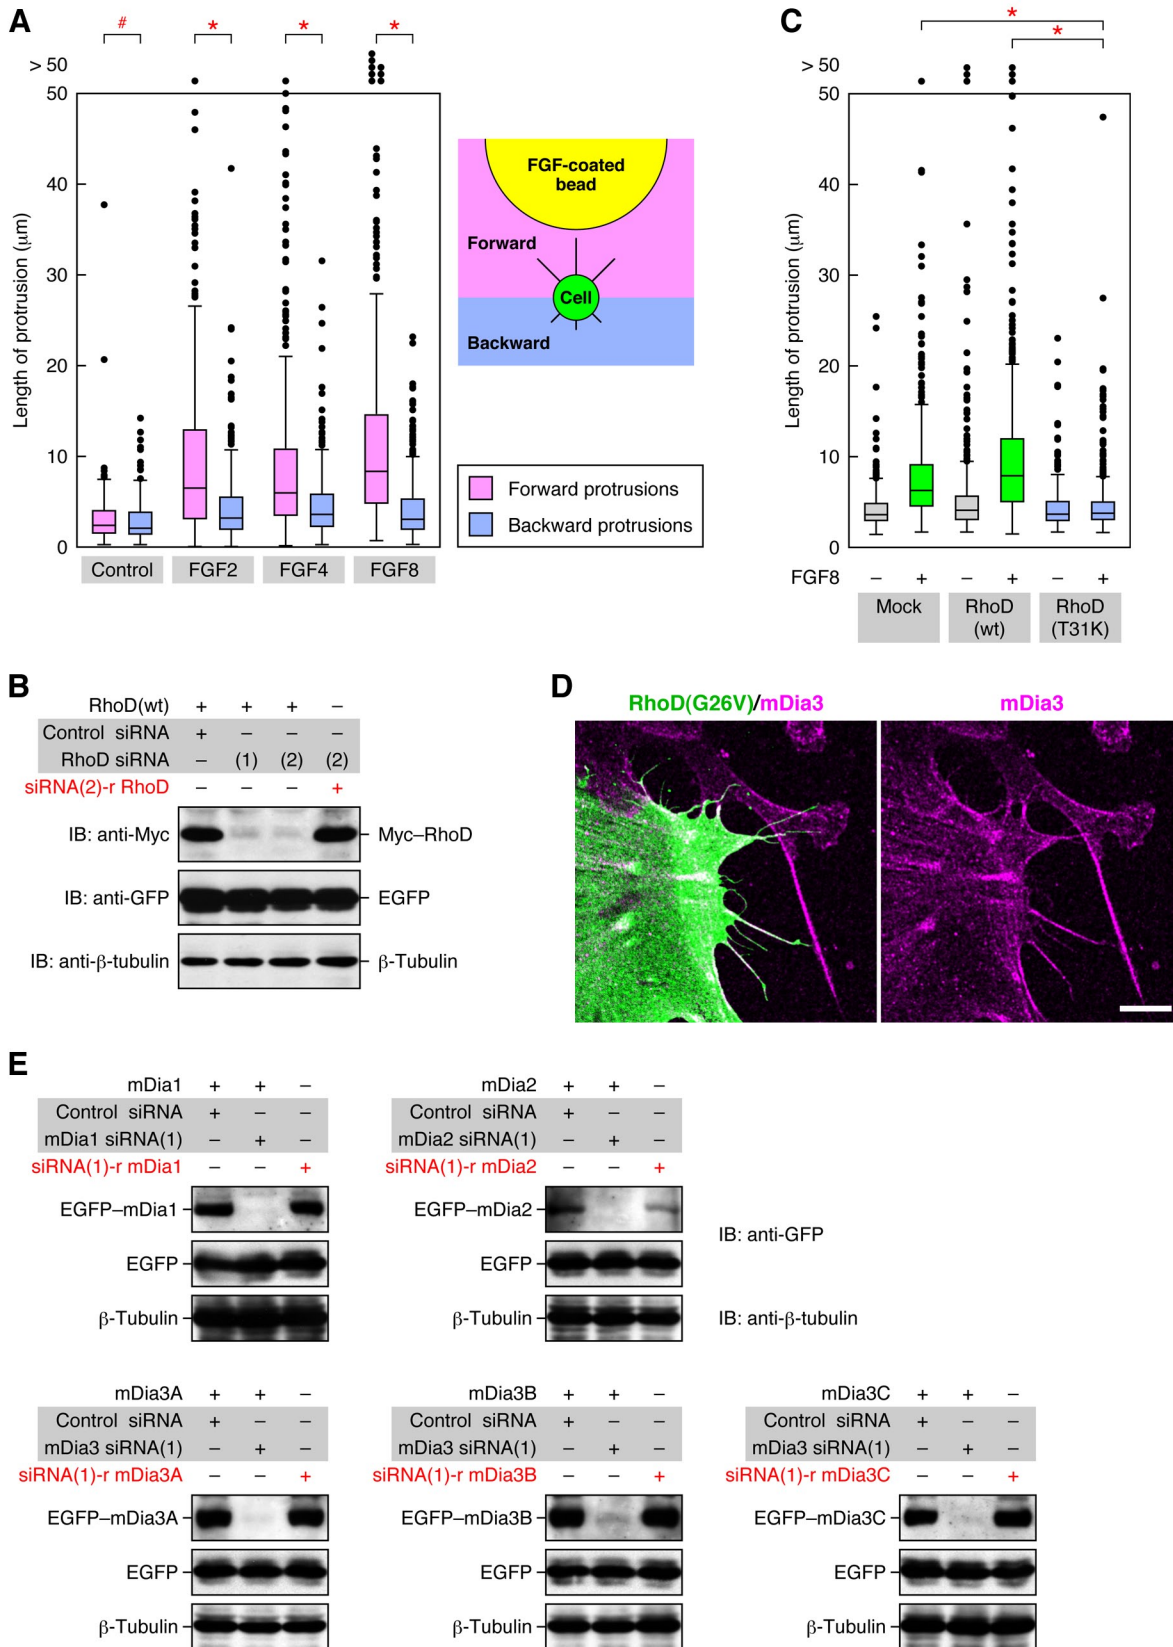 A
# * * *
> 50
50
40
30
20
10
0
Length of protrusion (μm)
Control FGF2 FGF4 FGF8
FGF-coated
bead
Forward
Cell
Backward
Forward protrusions
Backward protrusions
C
*
*
> 50
50
40
30
20
10
0
Length of protrusion (μm)
FGF8 – + – + – +
Mock RhoD RhoD
(wt) (T31K)
B
RhoD(wt) + + + –
Control siRNA + – – –
RhoD siRNA – (1) (2) (2)
siRNA(2)-r RhoD – – – +
IB: anti-Myc Myc–RhoD
IB: anti-GFP EGFP
IB: anti-β-tubulin β-Tubulin
D
RhoD(G26V)/mDia3 mDia3
E
mDia1 + + –
Control siRNA + – –
mDia1 siRNA(1) – + –
siRNA(1)-r mDia1 – – +
EGFP–mDia1
EGFP
β-Tubulin
mDia2 + + –
Control siRNA + – –
mDia2 siRNA(1) – + –
siRNA(1)-r mDia2 – – +
EGFP–mDia2
EGFP
β-Tubulin
IB: anti-GFP
IB: anti-β-tubulin
mDia3A + + –
Control siRNA + – –
mDia3 siRNA(1) – + –
siRNA(1)-r mDia3A – – +
EGFP–mDia3A
EGFP
β-Tubulin
mDia3B + + –
Control siRNA + – –
mDia3 siRNA(1) – + –
siRNA(1)-r mDia3B – – +
EGFP–mDia3B
EGFP
β-Tubulin
mDia3C + + –
Control siRNA + – –
mDia3 siRNA(1) – + –
siRNA(1)-r mDia3C – – +
EGFP–mDia3C
EGFP
β-Tubulin